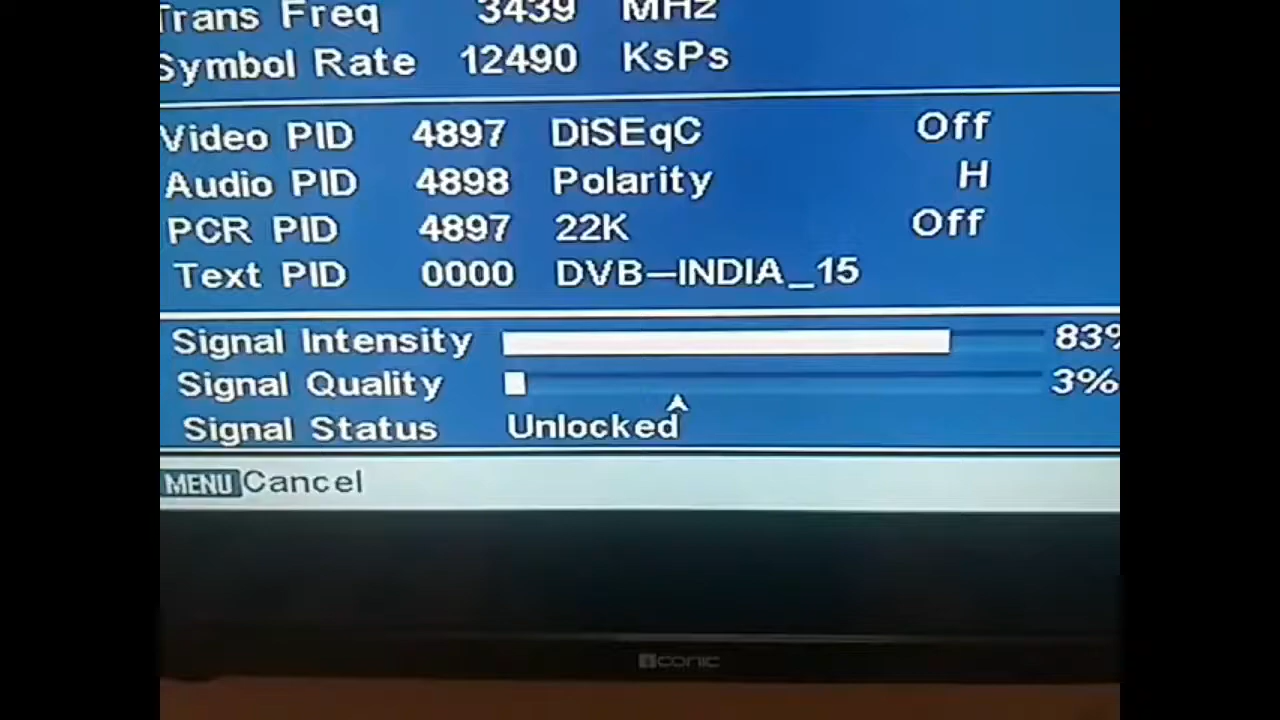 Trans Freq 3439 MHz
Symbol Rate 12490 KsPs
Video PID 4897 DiSEqC Off
Audio PID 4898 Polarity H
PCR PID 4897 22K Off
Text PID 0000 DVB—INDIA_15
Signal Intensity 83%
Signal Quality 3%
Signal Status Unlocked
MENU Cancel
iconic